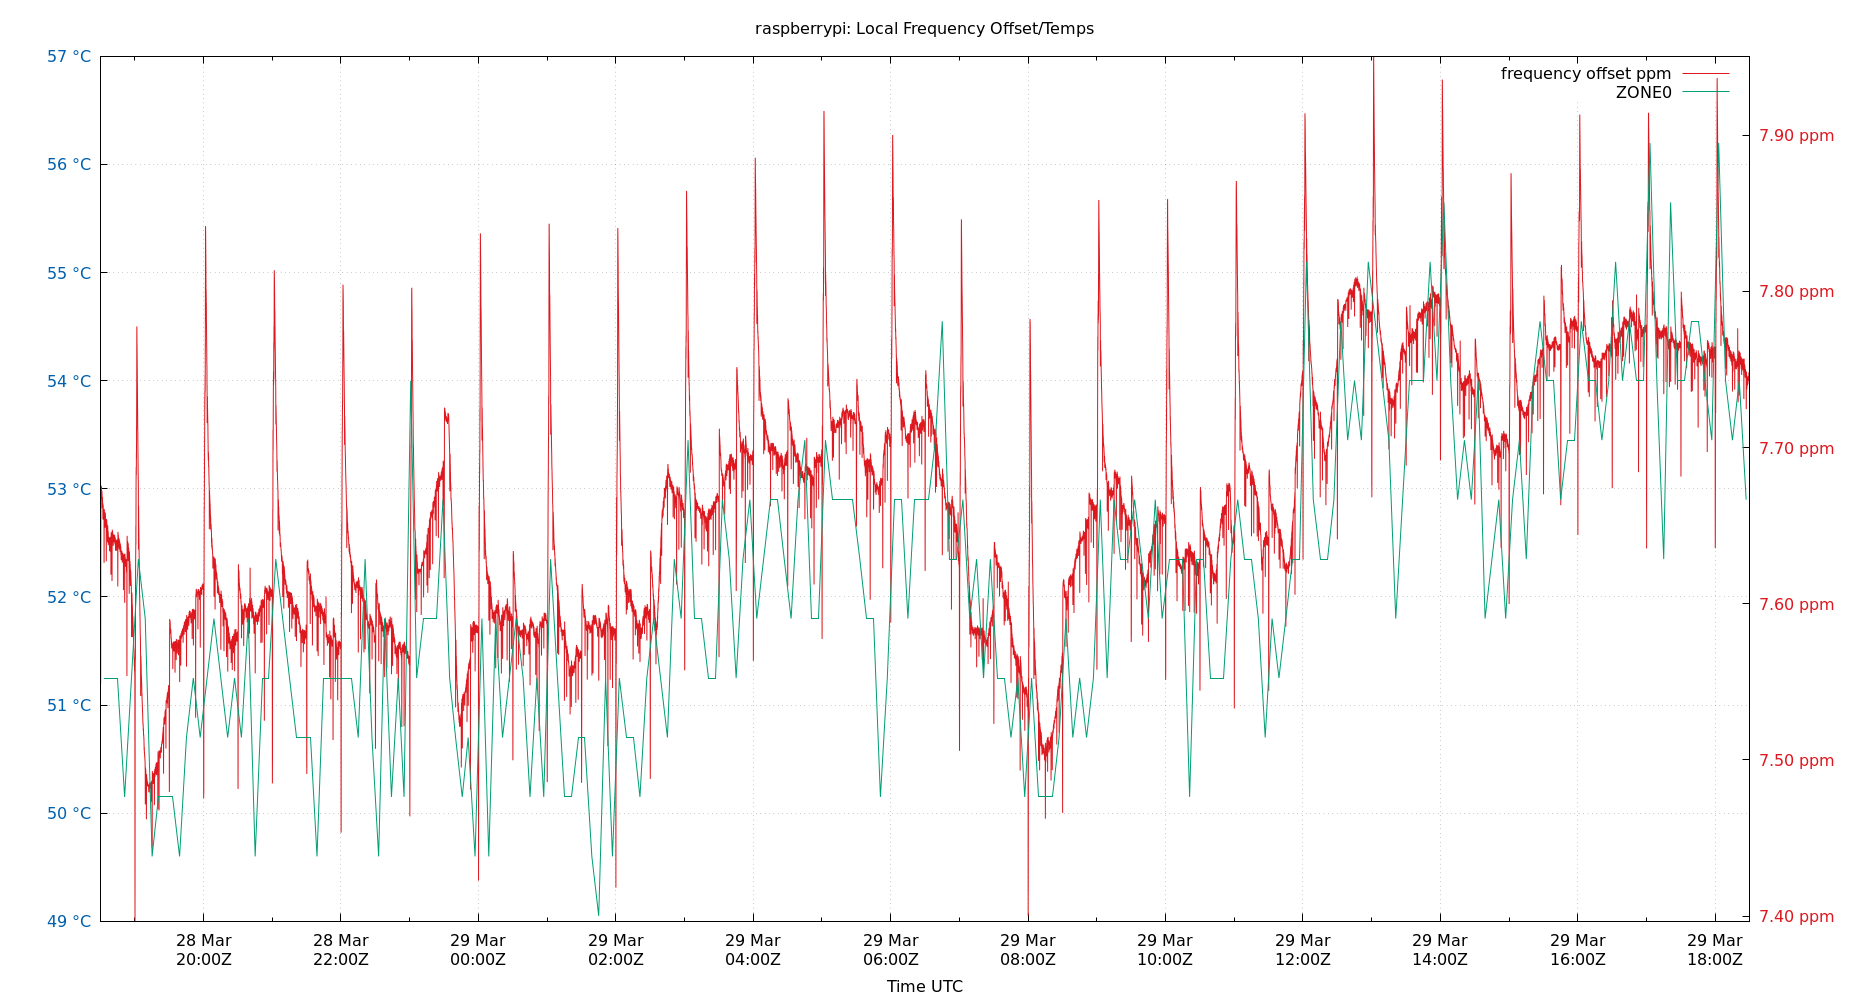 raspberrypi: Local Frequency Offset/Temps
57 °C
56 °C
55 °C
54 °C
53 °C
52 °C
51 °C
50 °C
49 °C
frequency offset ppm
ZONE0
7.90 ppm
7.80 ppm
7.70 ppm
7.60 ppm
7.50 ppm
7.40 ppm
28 Mar
20:00Z
28 Mar
22:00Z
29 Mar
00:00Z
29 Mar
02:00Z
29 Mar
04:00Z
29 Mar
06:00Z
29 Mar
08:00Z
29 Mar
10:00Z
29 Mar
12:00Z
29 Mar
14:00Z
29 Mar
16:00Z
29 Mar
18:00Z
Time UTC